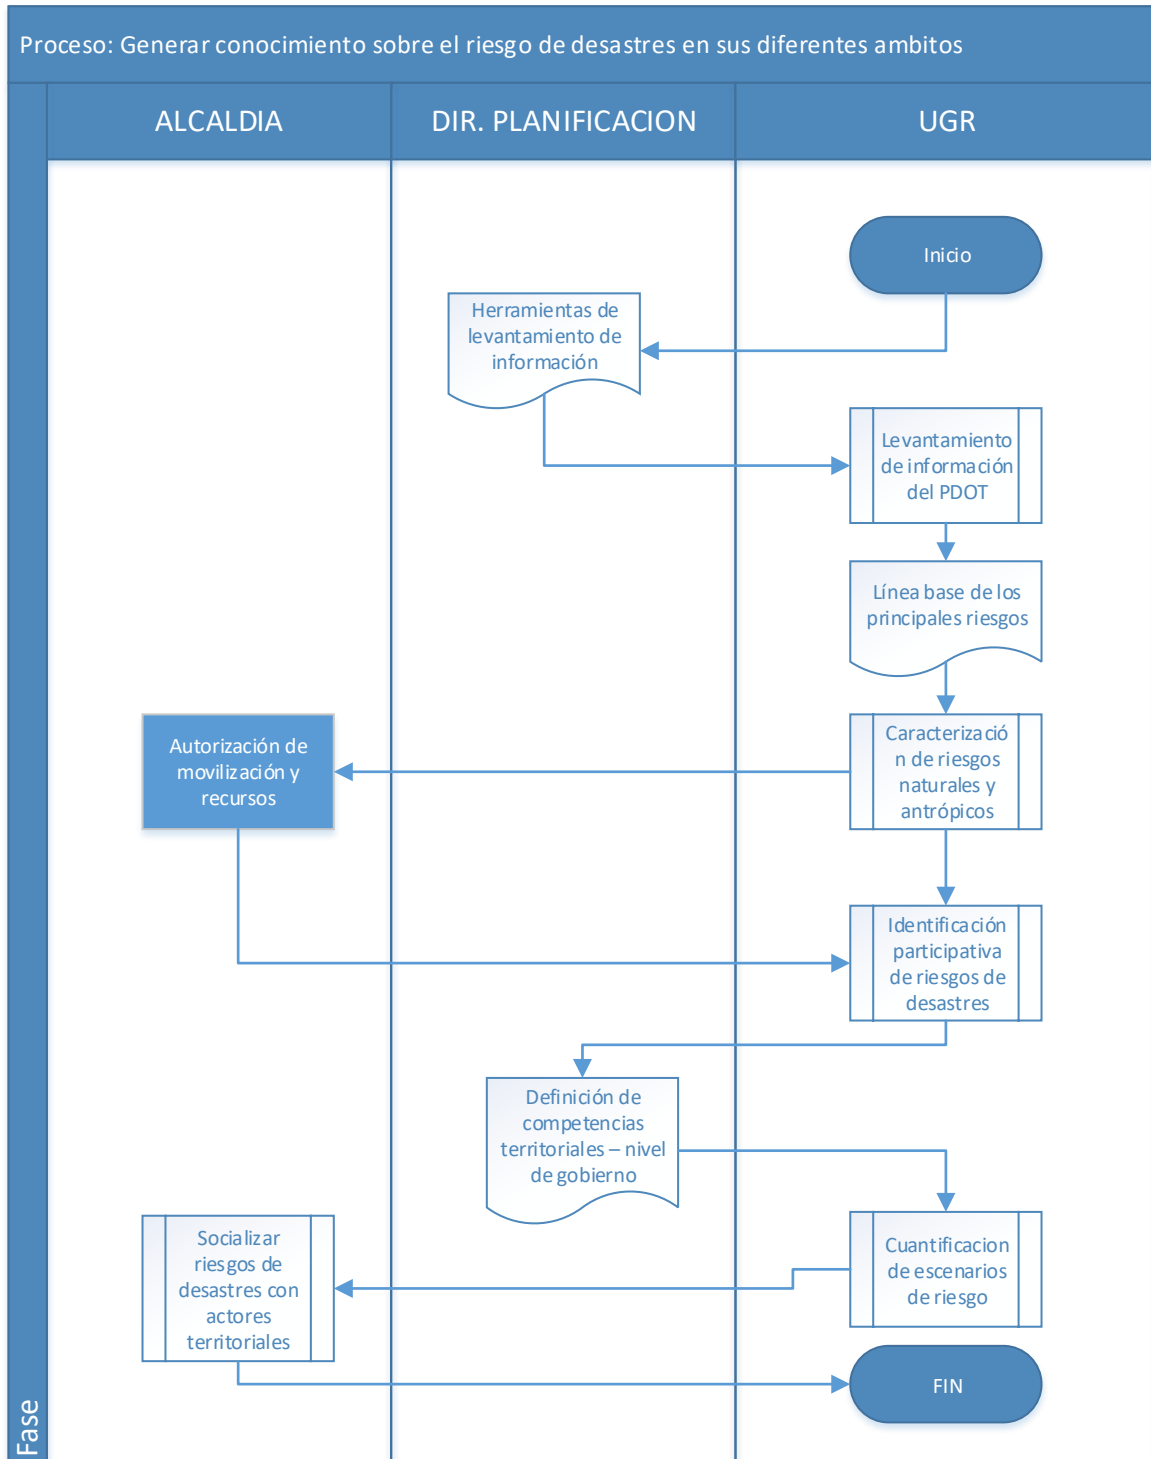 Proceso: Generar conocimiento sobre el riesgo de desastres en sus diferentes ambitos
ALCALDIA
DIR. PLANIFICACION
UGR
Inicio
Herramientas de
levantamiento de
información
Levantamiento
de información
del PDOT
Línea base de los
principales riesgos
Autorización de
movilización y
recursos
Caracterizació
n de riesgos
naturales y
antrópicos
Identificación
participativa
de riesgos de
desastres
Definición de
competencias
territoriales – nivel
de gobierno
Socializar
riesgos de
desastres con
actores
territoriales
Cuantificacion
de escenarios
de riesgo
FIN
Fase